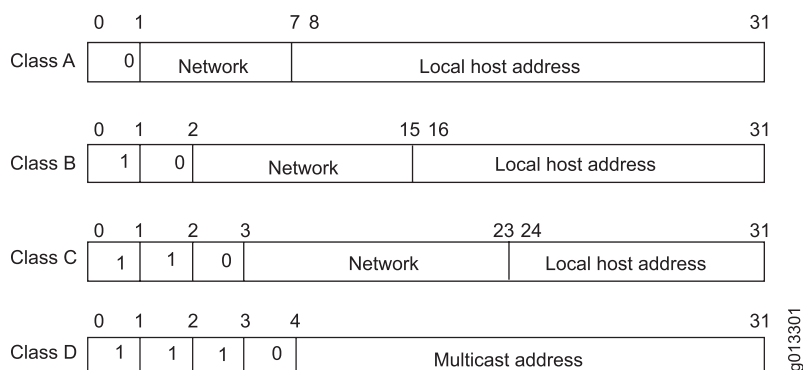 0 1 7 8 31
Class A 0 Network Local host address
0 1 2 15 16 31
Class B 1 0 Network Local host address
0 1 2 3 23 24 31
Class C 1 1 0 Network Local host address
0 1 2 3 4 31
Class D 1 1 1 0 Multicast address
g013301